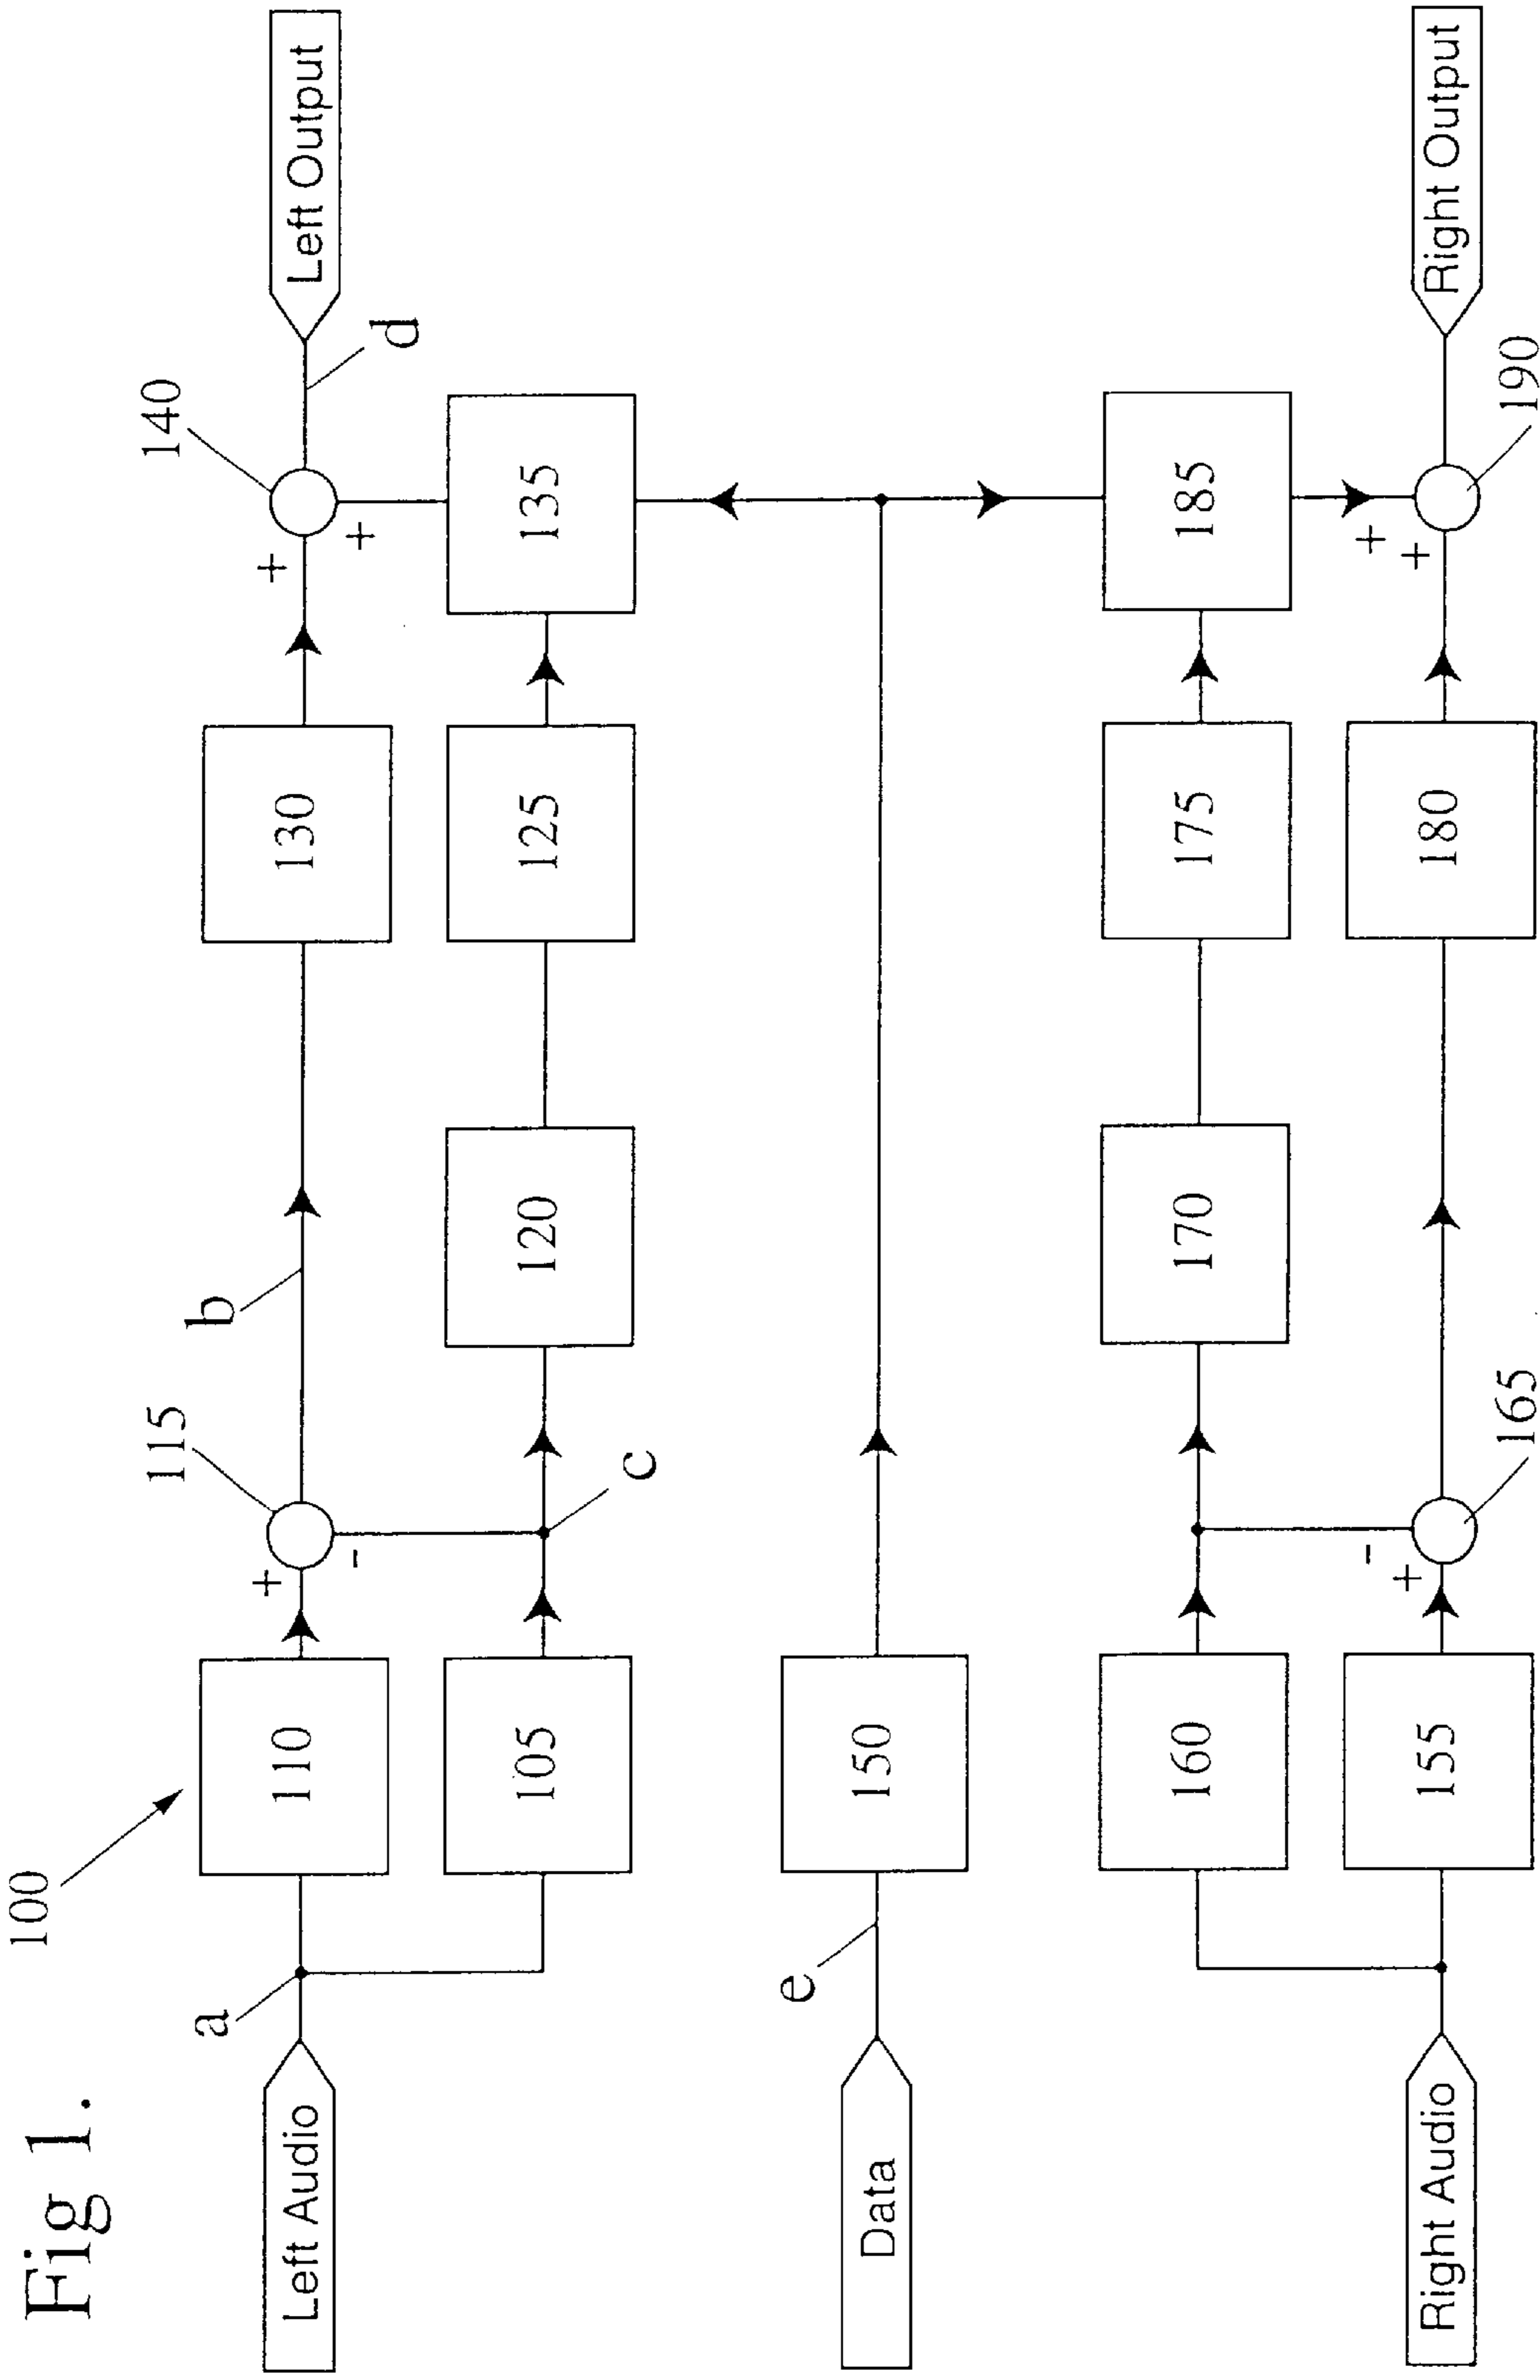 Fig 1.
100
115
140
a
b
d
+
+
Left Audio
110
130
Left Output
-
+
105
c
120
125
135
e
Data
150
160
170
175
185
-
+
+
+
Right Audio
155
180
Right Output
165
190